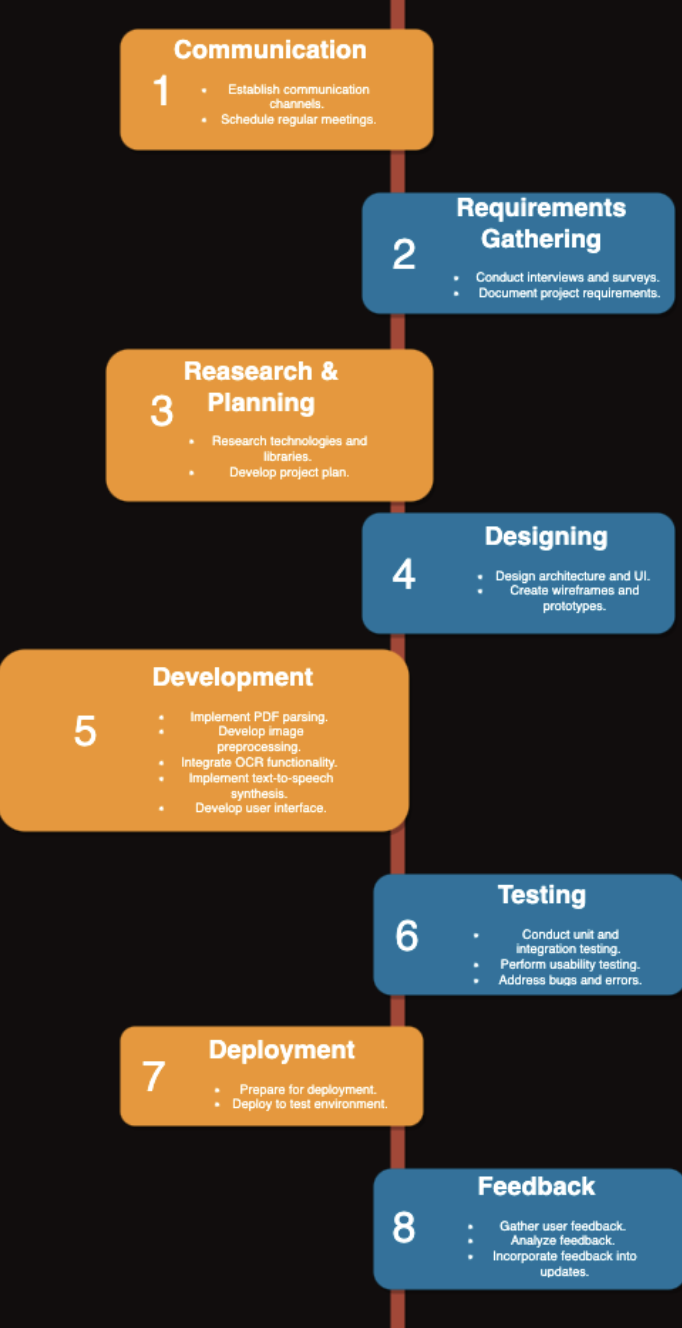 Communication
1
• Establish communication
channels.
• Schedule regular meetings.
Requirements
Gathering
2
• Conduct interviews and surveys.
• Document project requirements.
Reasearch &
Planning
3
• Research technologies and
libraries.
• Develop project plan.
Designing
4
• Design architecture and UI.
• Create wireframes and
prototypes.
Development
5
• Implement PDF parsing.
• Develop image
preprocessing.
• Integrate OCR functionality.
• Implement text-to-speech
synthesis.
• Develop user interface.
Testing
6
• Conduct unit and
integration testing.
• Perform usability testing.
• Address bugs and errors.
Deployment
7
• Prepare for deployment.
• Deploy to test environment.
Feedback
8
• Gather user feedback.
• Analyze feedback.
• Incorporate feedback into
updates.